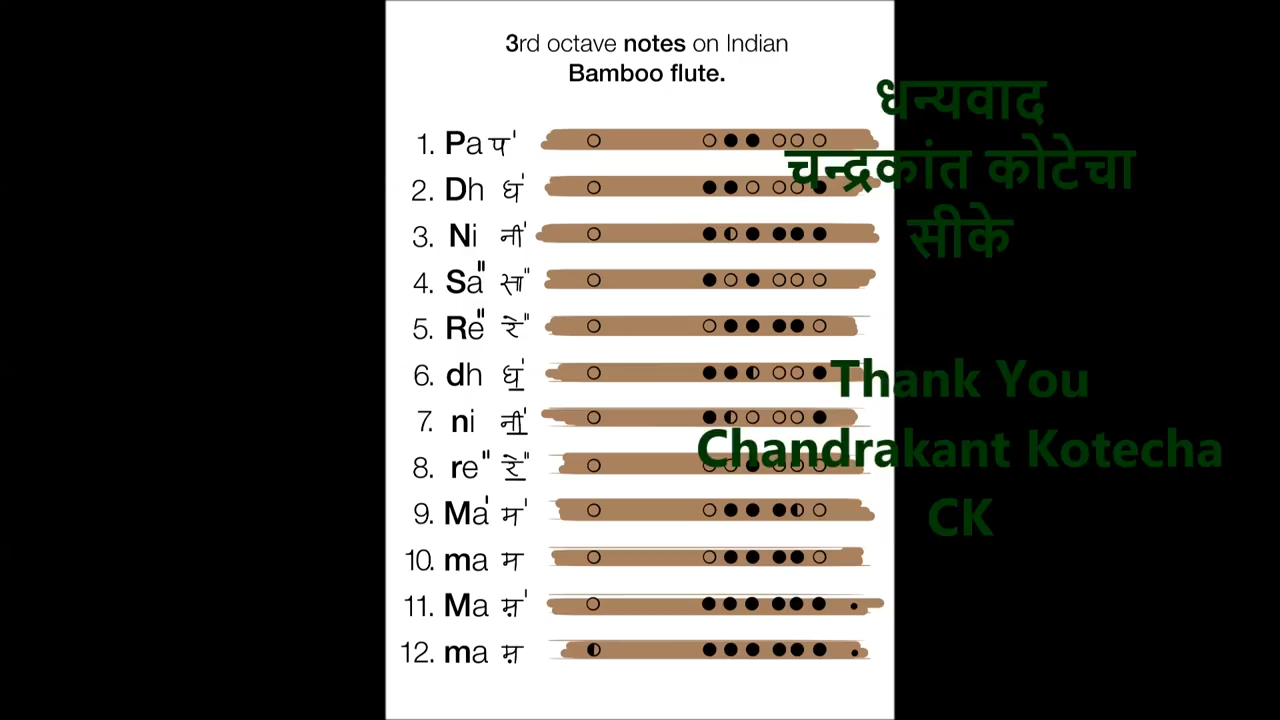 3rd octave notes on Indian
Bamboo flute.
1. Pa प'
2. Dh ध'
3. Ni नी'
4. Sa" सा"
5. Re" रे"
6. dh ध॒'
7. ni नी॒'
8. re" रे॒"
9. Ma' म'
10. ma म
11. Ma म़'
12. ma म़
धन्यवाद
चन्द्रकांत कोटेचा
सीके
Thank You
Chandrakant Kotecha
CK